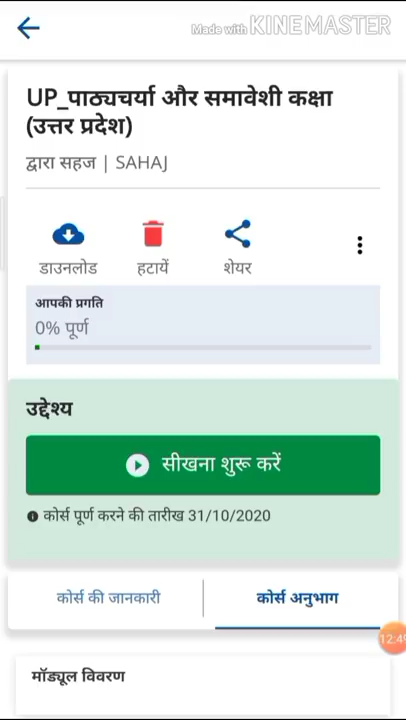 Made with KINEMASTER
UP_पाठ्यचर्या और समावेशी कक्षा
(उत्तर प्रदेश)
द्वारा सहज | SAHAJ
डाउनलोड
हटायें
शेयर
आपकी प्रगति
0% पूर्ण
उद्देश्य
सीखना शुरू करें
कोर्स पूर्ण करने की तारीख 31/10/2020
कोर्स की जानकारी
कोर्स अनुभाग
12:49
मॉड्यूल विवरण